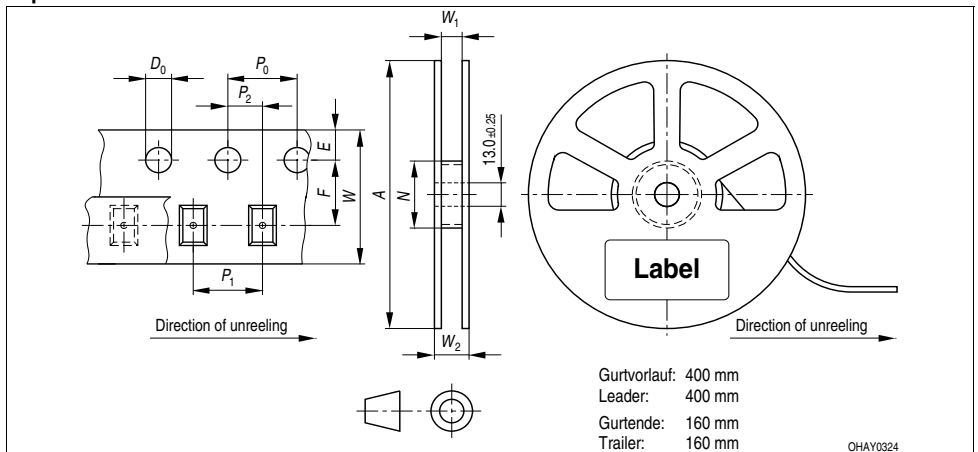 W1
D0
P0
P2
E
F
W
A
N
13.0±0.25
P1
W2
Label
Direction of unreeling
Direction of unreeling
Gurtvorlauf: 400 mm
Leader: 400 mm
Gurtende: 160 mm
Trailer: 160 mm
OHAY0324